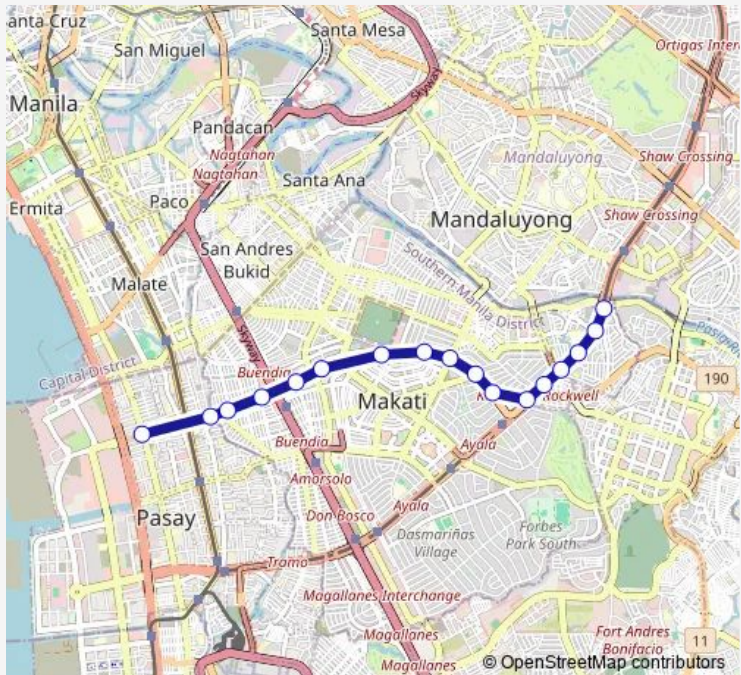 anta Cruz
Santa Mesa
San Miguel
Ortigas Inter
Manila
Skyway
Pandacan
Nagtahan
Nagtahan
Mandaluyong
Shaw Crossing
Santa Ana
Ermita
Paco
Mandaluyong
Shaw Crossing
San Andres
Bukid
Southern Manila District
Malate
Skyway
Capital District
Buendia
190
Makati
Rockwell
Buendia
Ayala
Amorsolo
Ayala
Pasay
Don Bosco
Dasmariñas
Village
Forbes
Park South
Tramo
Magallanes Interchange
Magallanes
Fort Andres
Bonifacio
11
Magallanes
© OpenStreetMap contributors